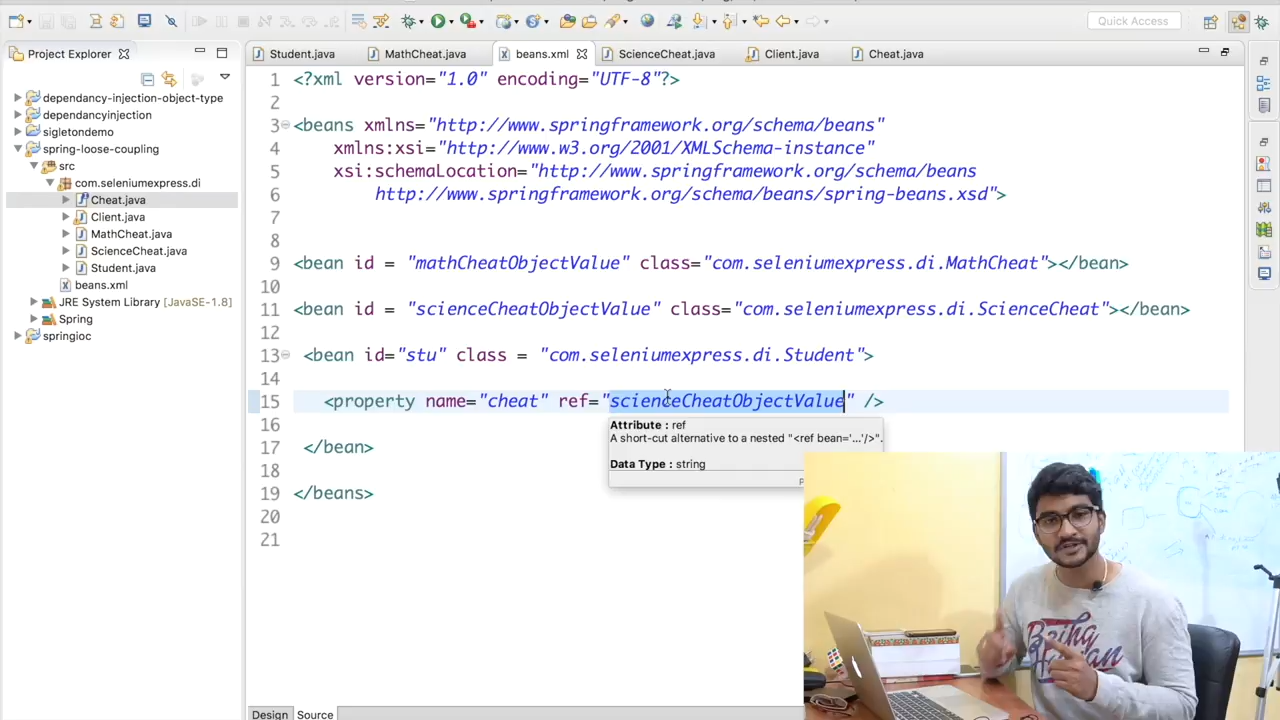 Quick Access
Project Explorer
Student.java
MathCheat.java
beans.xml
ScienceCheat.java
Client.java
Cheat.java
dependancy-injection-object-type
dependancyinjection
sigletondemo
spring-loose-coupling
src
com.seleniumexpress.di
Cheat.java
Client.java
MathCheat.java
ScienceCheat.java
Student.java
beans.xml
JRE System Library [JavaSE-1.8]
Spring
springioc
1 <?xml version="1.0" encoding="UTF-8"?>
2
3 <beans xmlns="http://www.springframework.org/schema/beans"
4 xmlns:xsi="http://www.w3.org/2001/XMLSchema-instance"
5 xsi:schemaLocation="http://www.springframework.org/schema/beans
6 http://www.springframework.org/schema/beans/spring-beans.xsd">
7
8
9 <bean id = "mathCheatObjectValue" class="com.seleniumexpress.di.MathCheat"></bean>
10
11 <bean id = "scienceCheatObjectValue" class="com.seleniumexpress.di.ScienceCheat"></bean>
12
13 <bean id="stu" class = "com.seleniumexpress.di.Student">
14
15 <property name="cheat" ref="scienceCheatObjectValue" />
16
17 </bean>
18
19 </beans>
20
21
Attribute : ref
A short-cut alternative to a nested "<ref bean='...'/>".
Data Type : string
Being
Human
Design
Source